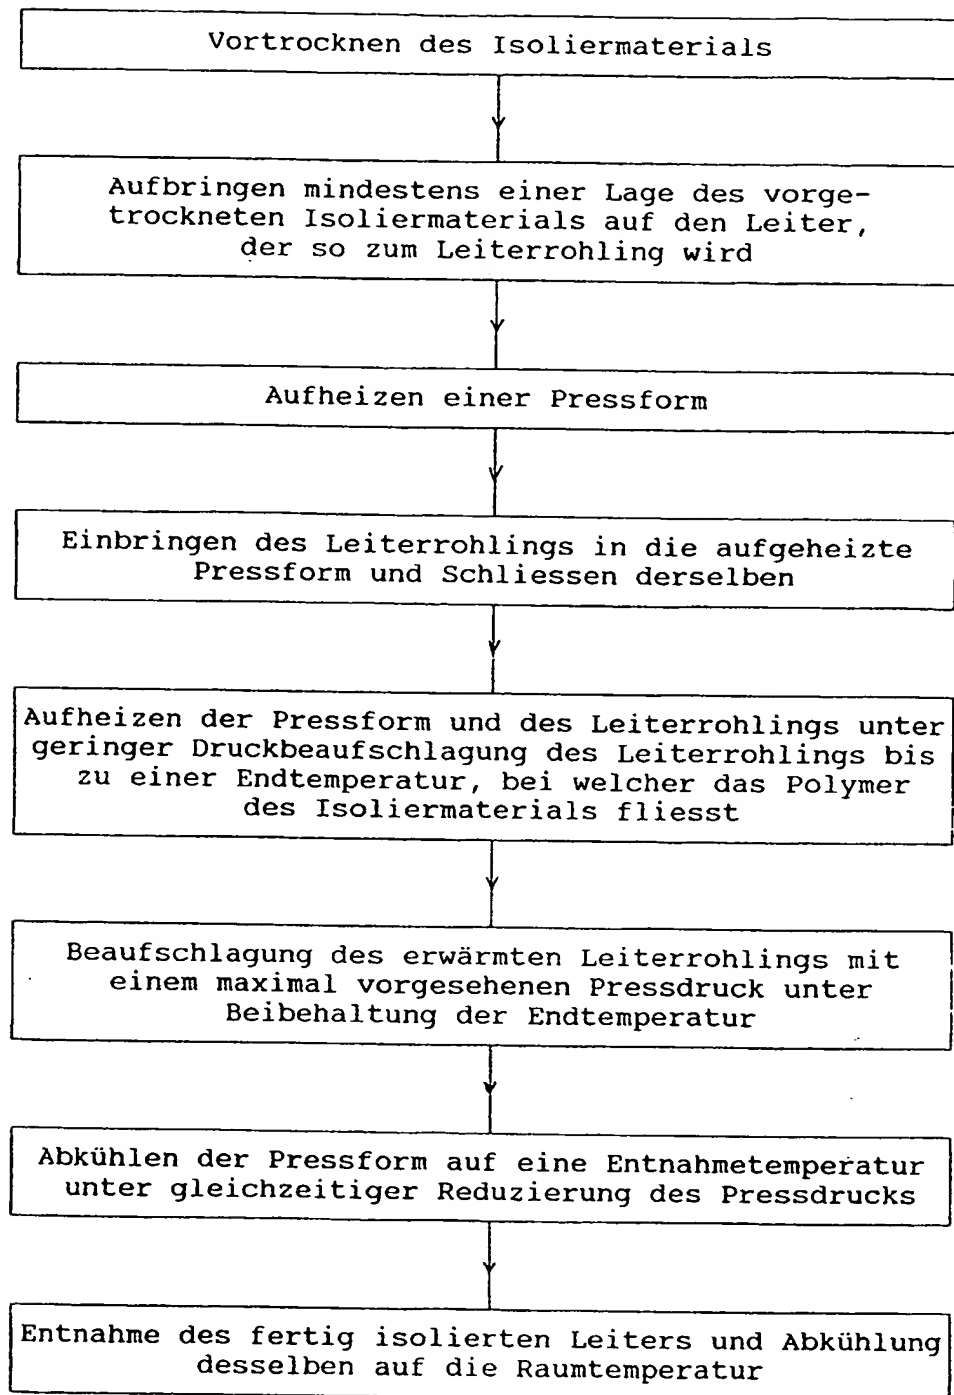 Vortrocknen des Isoliermaterials
Aufbringen mindestens einer Lage des vorge-
trockneten Isoliermaterials auf den Leiter,
der so zum Leiterrohling wird
Aufheizen einer Pressform
Einbringen des Leiterrohlings in die aufgeheizte
Pressform und Schliessen derselben
Aufheizen der Pressform und des Leiterrohlings unter
geringer Druckbeaufschlagung des Leiterrohlings bis
zu einer Endtemperatur, bei welcher das Polymer
des Isoliermaterials fliesst
Beaufschlagung des erwärmten Leiterrohlings mit
einem maximal vorgesehenen Pressdruck unter
Beibehaltung der Endtemperatur
Abkühlen der Pressform auf eine Entnahmetemperatur
unter gleichzeitiger Reduzierung des Pressdrucks
Entnahme des fertig isolierten Leiters und Abkühlung
desselben auf die Raumtemperatur